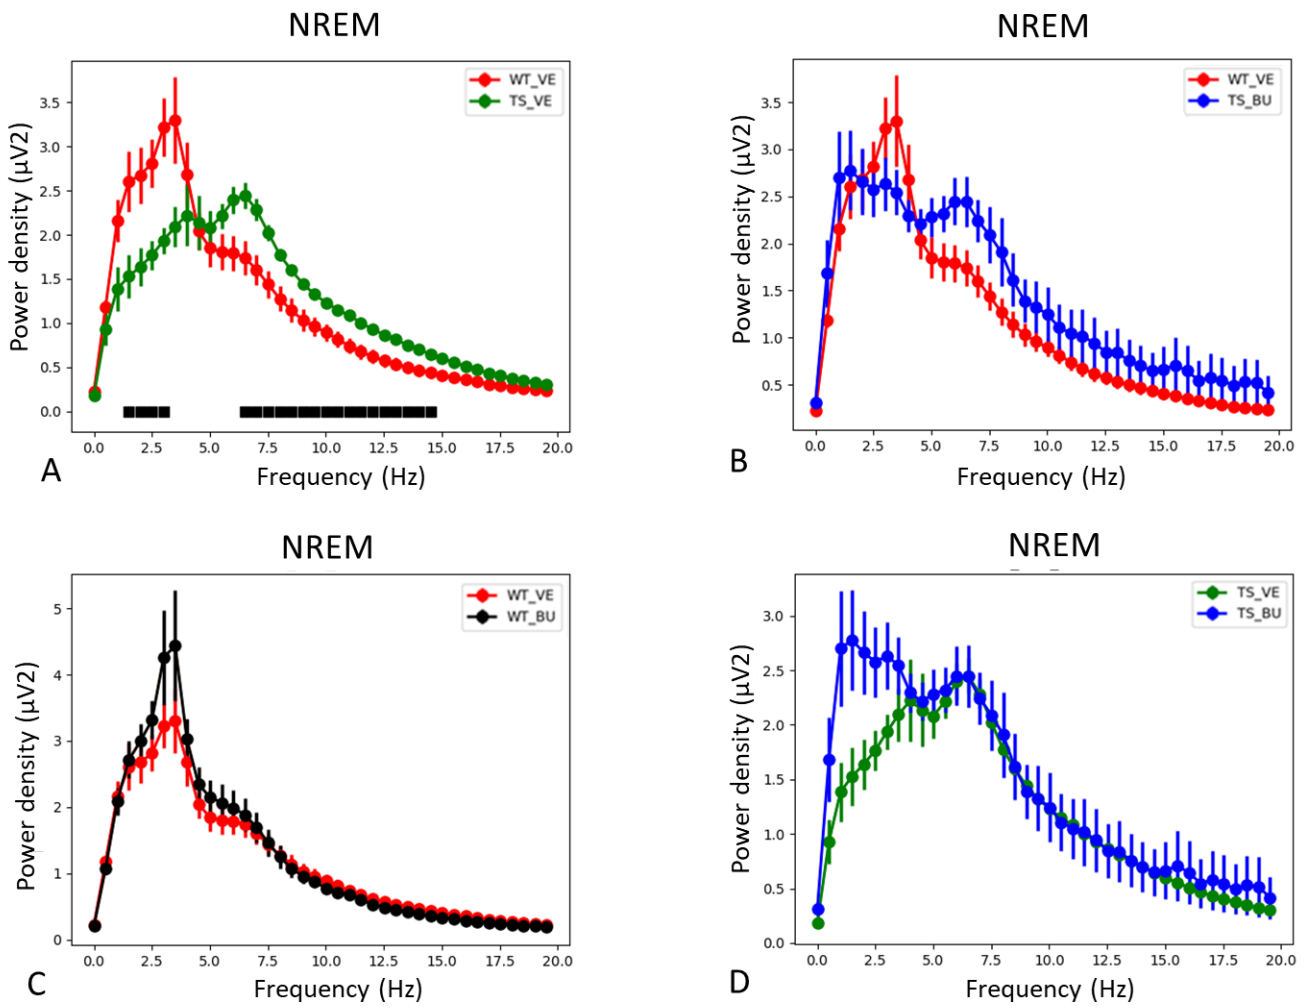 NREM
WT_VE
TS_VE
Power density (µV2)
3.5
3.0
2.5
2.0
1.5
1.0
0.5
0.0
0.0 2.5 5.0 7.5 10.0 12.5 15.0 17.5 20.0
Frequency (Hz)
A
NREM
WT_VE
TS_BU
Power density (µV2)
3.5
3.0
2.5
2.0
1.5
1.0
0.5
0.0 2.5 5.0 7.5 10.0 12.5 15.0 17.5 20.0
Frequency (Hz)
B
NREM
WT_VE
WT_BU
Power density (µV2)
5
4
3
2
1
0
0.0 2.5 5.0 7.5 10.0 12.5 15.0 17.5 20.0
Frequency (Hz)
C
NREM
TS_VE
TS_BU
Power density (µV2)
3.0
2.5
2.0
1.5
1.0
0.5
0.0
0.0 2.5 5.0 7.5 10.0 12.5 15.0 17.5 20.0
Frequency (Hz)
D